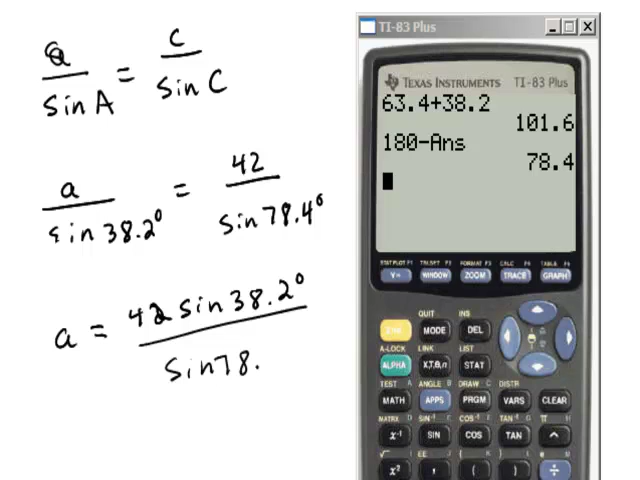 a/sin A = c/sin C
a/sin 38.2° = 42/sin 78.4°
a = 42 sin 38.2°/sin 78.
TI-83 Plus
TEXAS INSTRUMENTS TI-83 Plus
63.4+38.2
101.6
180-Ans
78.4
STAT PLOT F1 TBLSET F2 FORMAT F3 CALC F4 TABLE F5
Y= WINDOW ZOOM TRACE GRAPH
QUIT INS
2nd MODE DEL
A-LOCK LINK LIST
ALPHA X,T,θ,n STAT
TEST A ANGLE B DRAW C DISTR
MATH APPS PRGM VARS CLEAR
MATRX D SIN⁻¹ E COS⁻¹ F TAN⁻¹ G π H
x⁻¹ SIN COS TAN ^
√ I EE J { K } L e M
x² , ( ) ÷